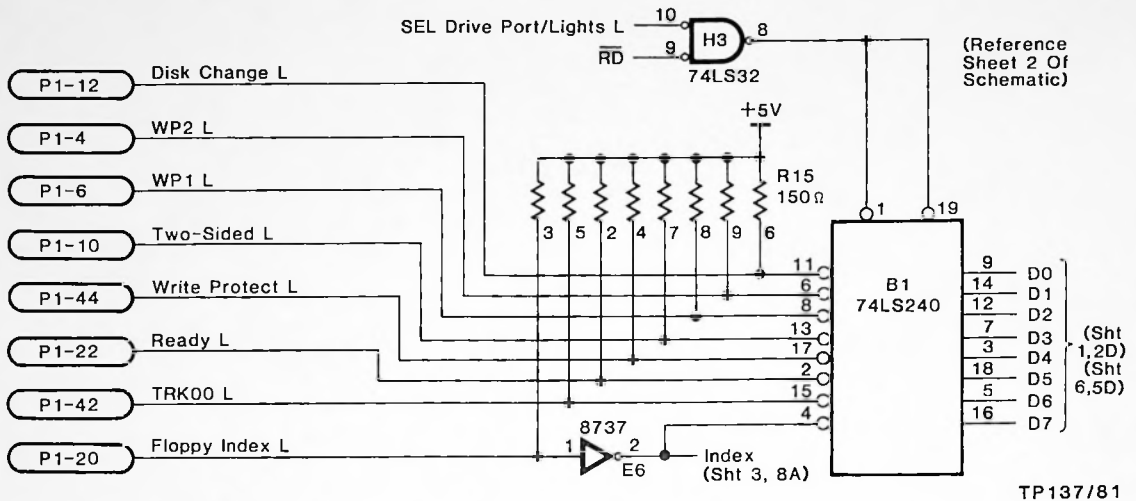 SEL Drive Port/Lights L 10 H3 8
RD 9
74LS32
(Reference
Sheet 2 Of
Schematic)
P1-12 Disk Change L
P1-4 WP2 L
P1-6 WP1 L
P1-10 Two-Sided L
P1-44 Write Protect L
P1-22 Ready L
P1-42 TRK00 L
P1-20 Floppy Index L
+5V
R15
150Ω
3 5 2 4 7 8 9 6
1 19
B1
74LS240
11 9 D0
6 14 D1
8 12 D2
13 7 D3
17 3 D4
2 18 D5
15 5 D6
4 16 D7
(Sht
1,2D)
(Sht
6,5D)
8737
1 2
E6
Index
(Sht 3, 8A)
TP137/81